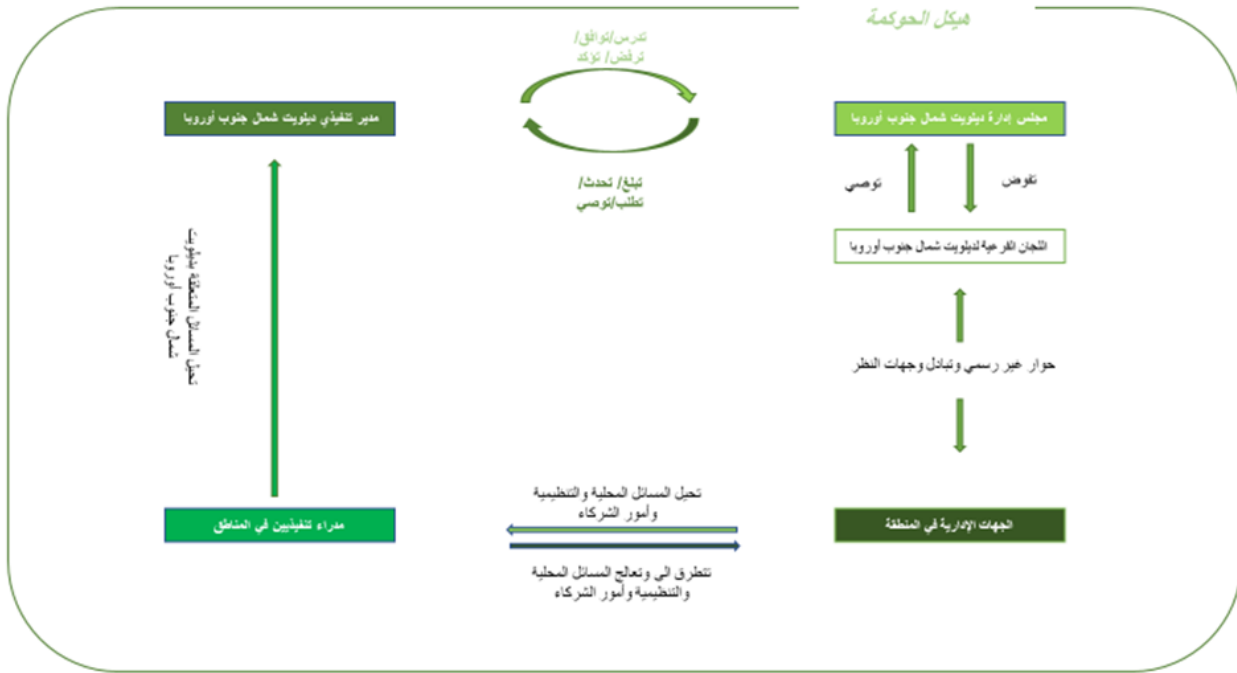 هيكل الحوكمة
تدرس/توافق/
ترفض/ تؤكد
مجلس إدارة ديلويت شمال جنوب أوروبا
مدير تنفيذي ديلويت شمال جنوب أوروبا
تبلغ/ تحدث/
تطلب/توصي
تفوض
توصي
اللجان الفرعية لديلويت شمال جنوب أوروبا
تحيل المسائل المتعلقة بديلويت
شمال جنوب أوروبا
حوار غير رسمي وتبادل وجهات النظر
تحيل المسائل المحلية والتنظيمية
وأمور الشركاء
الجهات الإدارية في المنطقة
مدراء تنفيذيين في المناطق
تتطرق الى وتعالج المسائل المحلية
والتنظيمية وأمور الشركاء